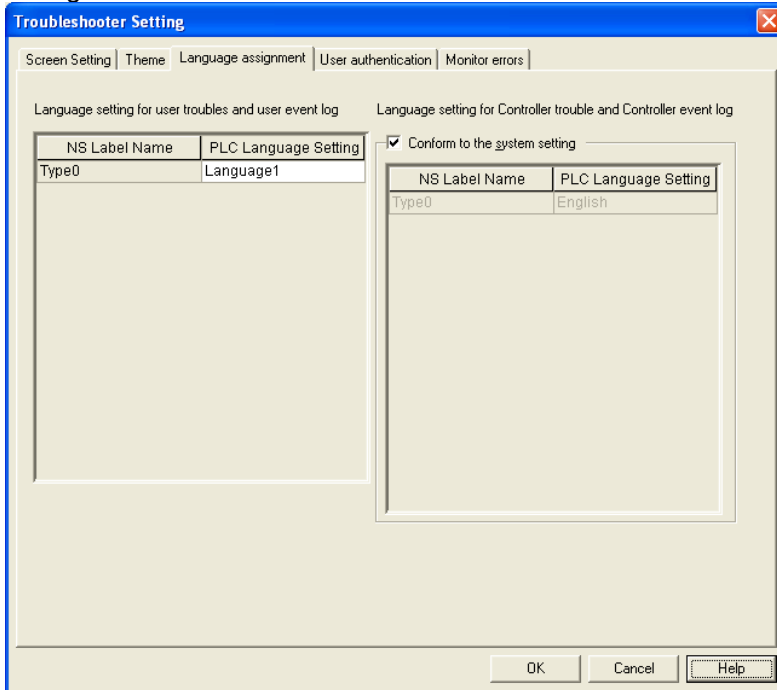 Troubleshooter Setting
Screen Setting Theme Language assignment User authentication Monitor errors
Language setting for user troubles and user event log
NS Label Name PLC Language Setting
Type0 Language1
Language setting for Controller trouble and Controller event log
Conform to the system setting
NS Label Name PLC Language Setting
Type0 English
OK Cancel Help